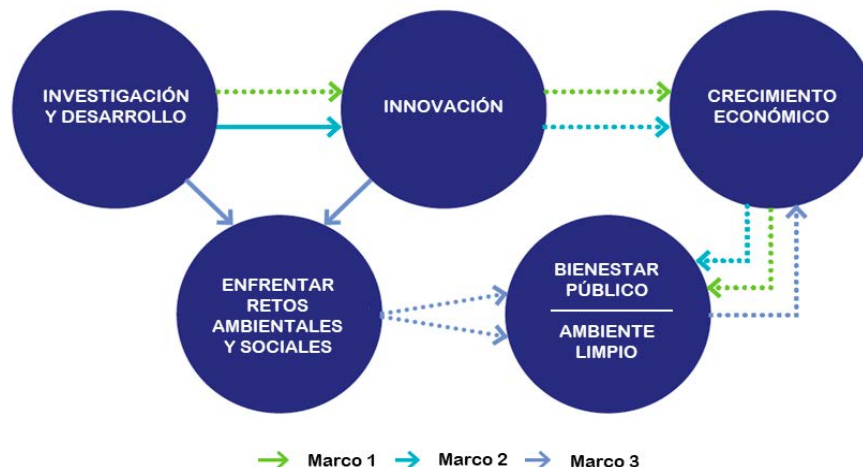 INVESTIGACIÓN
Y DESARROLLO
INNOVACIÓN
CRECIMIENTO
ECONÓMICO
ENFRENTAR
RETOS
AMBIENTALES
Y SOCIALES
BIENESTAR
PÚBLICO
AMBIENTE
LIMPIO
Marco 1 Marco 2 Marco 3